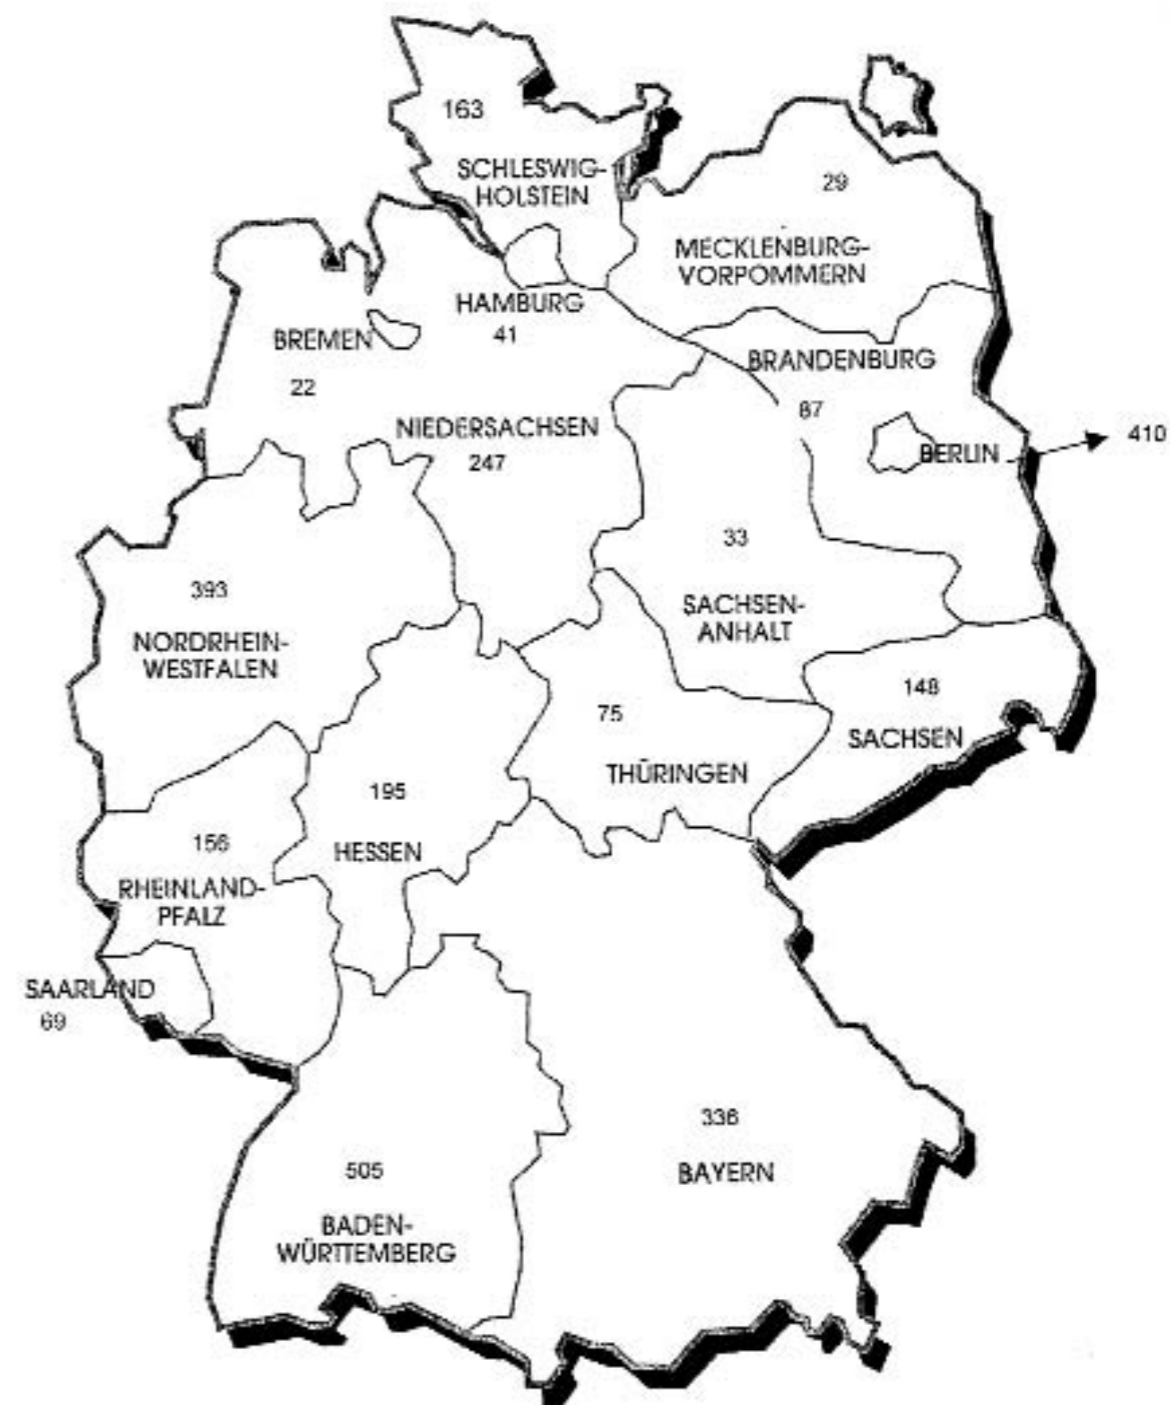 163
SCHLESWIG-
HOLSTEIN
29
MECKLENBURG-
VORPOMMERN
HAMBURG
41
BREMEN
22
BRANDENBURG
87
NIEDERSACHSEN
247
BERLIN
410
33
SACHSEN-
ANHALT
393
NORDRHEIN-
WESTFALEN
148
SACHSEN
75
THÜRINGEN
195
HESSEN
156
RHEINLAND-
PFALZ
SAARLAND
69
336
BAYERN
505
BADEN-
WÜRTTEMBERG